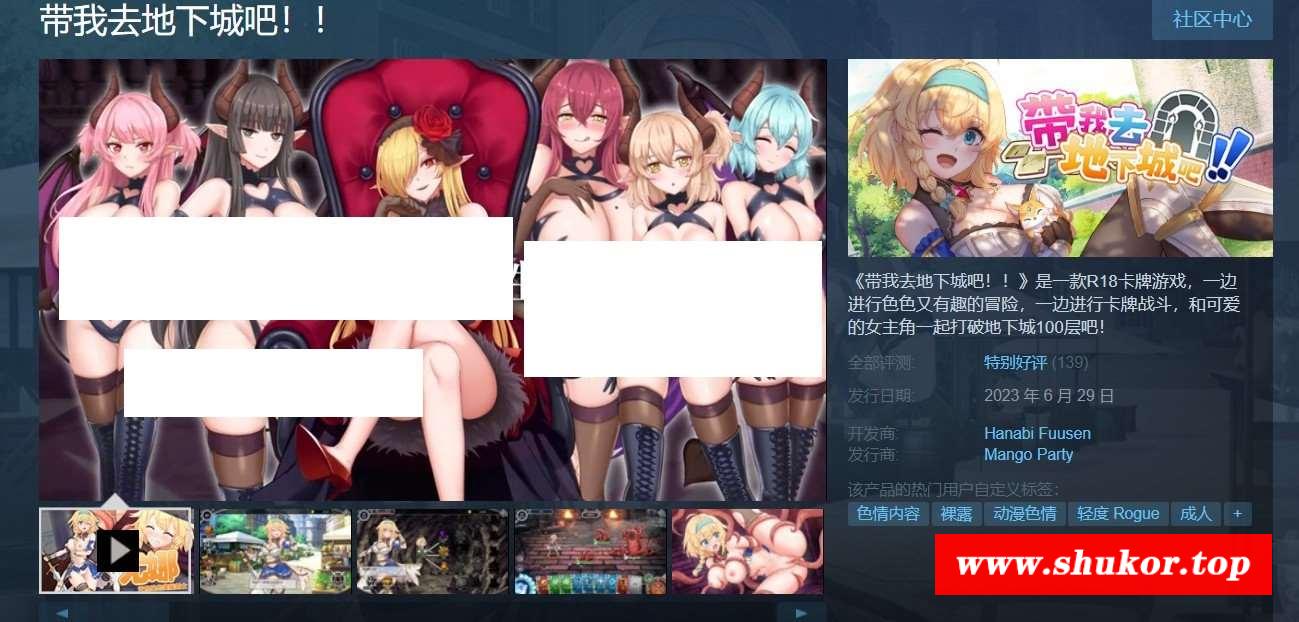 带我去地下城吧！！
社区中心
帶我去
地下城吧!!
《带我去地下城吧！！》是一款R18卡牌游戏，一边
进行色色又有趣的冒险，一边进行卡牌战斗，和可爱
的女主角一起打破地下城100层吧！
全部评测: 特别好评 (139)
发行日期: 2023 年 6 月 29 日
开发商: Hanabi Fuusen
发行商: Mango Party
该产品的热门用户自定义标签：
色情内容 裸露 动漫色情 轻度 Rogue 成人 +
www.shukor.top